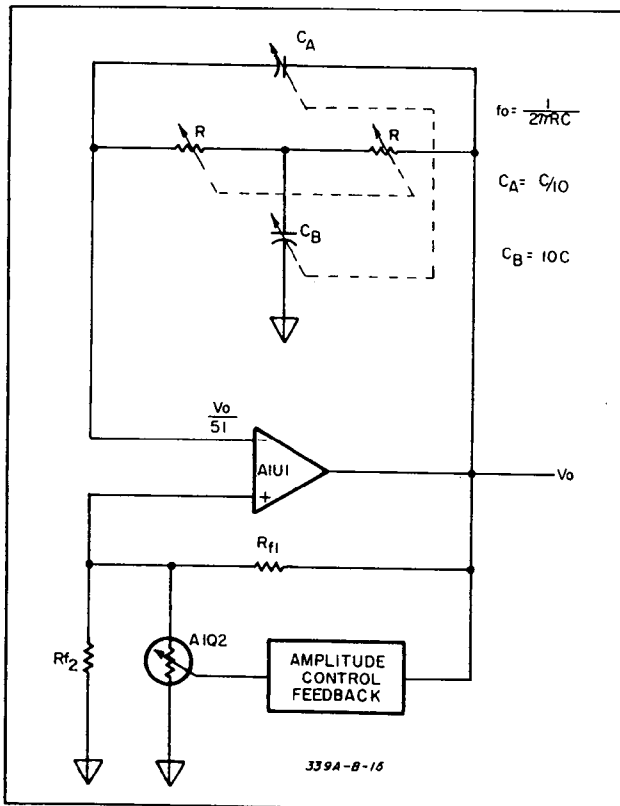 C_A
R
R
fo = 1/2πRC
C_A = C/10
C_B
C_B = 10C
Vo/51
A1U1
-
+
Vo
Rf1
Rf2
A1Q2
AMPLITUDE
CONTROL
FEEDBACK
339A-B-16